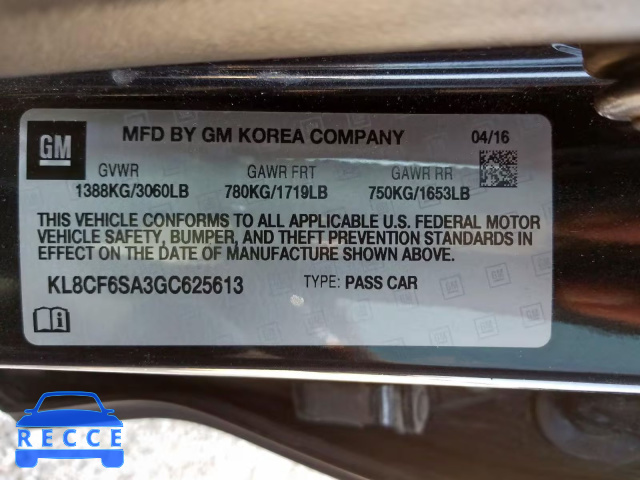 GM
MFD BY GM KOREA COMPANY 04/16
GVWR GAWR FRT GAWR RR
1388KG/3060LB 780KG/1719LB 750KG/1653LB
THIS VEHICLE CONFORMS TO ALL APPLICABLE U.S. FEDERAL MOTOR
VEHICLE SAFETY, BUMPER, AND THEFT PREVENTION STANDARDS IN
EFFECT ON THE DATE OF MANUFACTURE SHOWN ABOVE.
KL8CF6SA3GC625613 TYPE: PASS CAR
RECCE